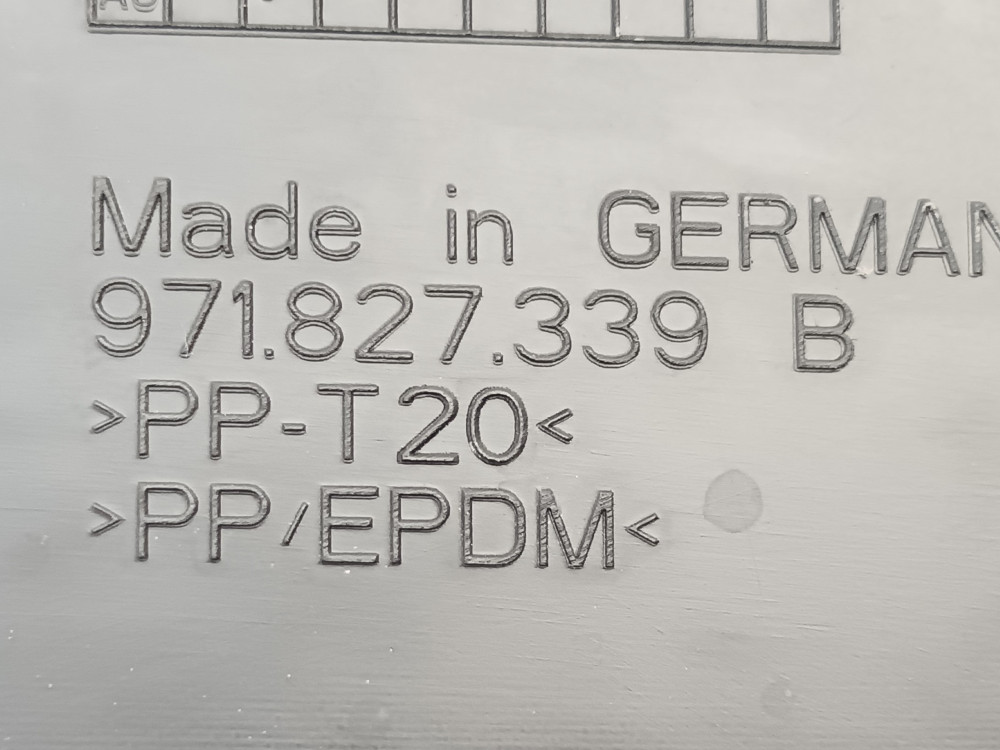 Made in GERMAN
971.827.339 B
>PP-T20<
>PP/EPDM<